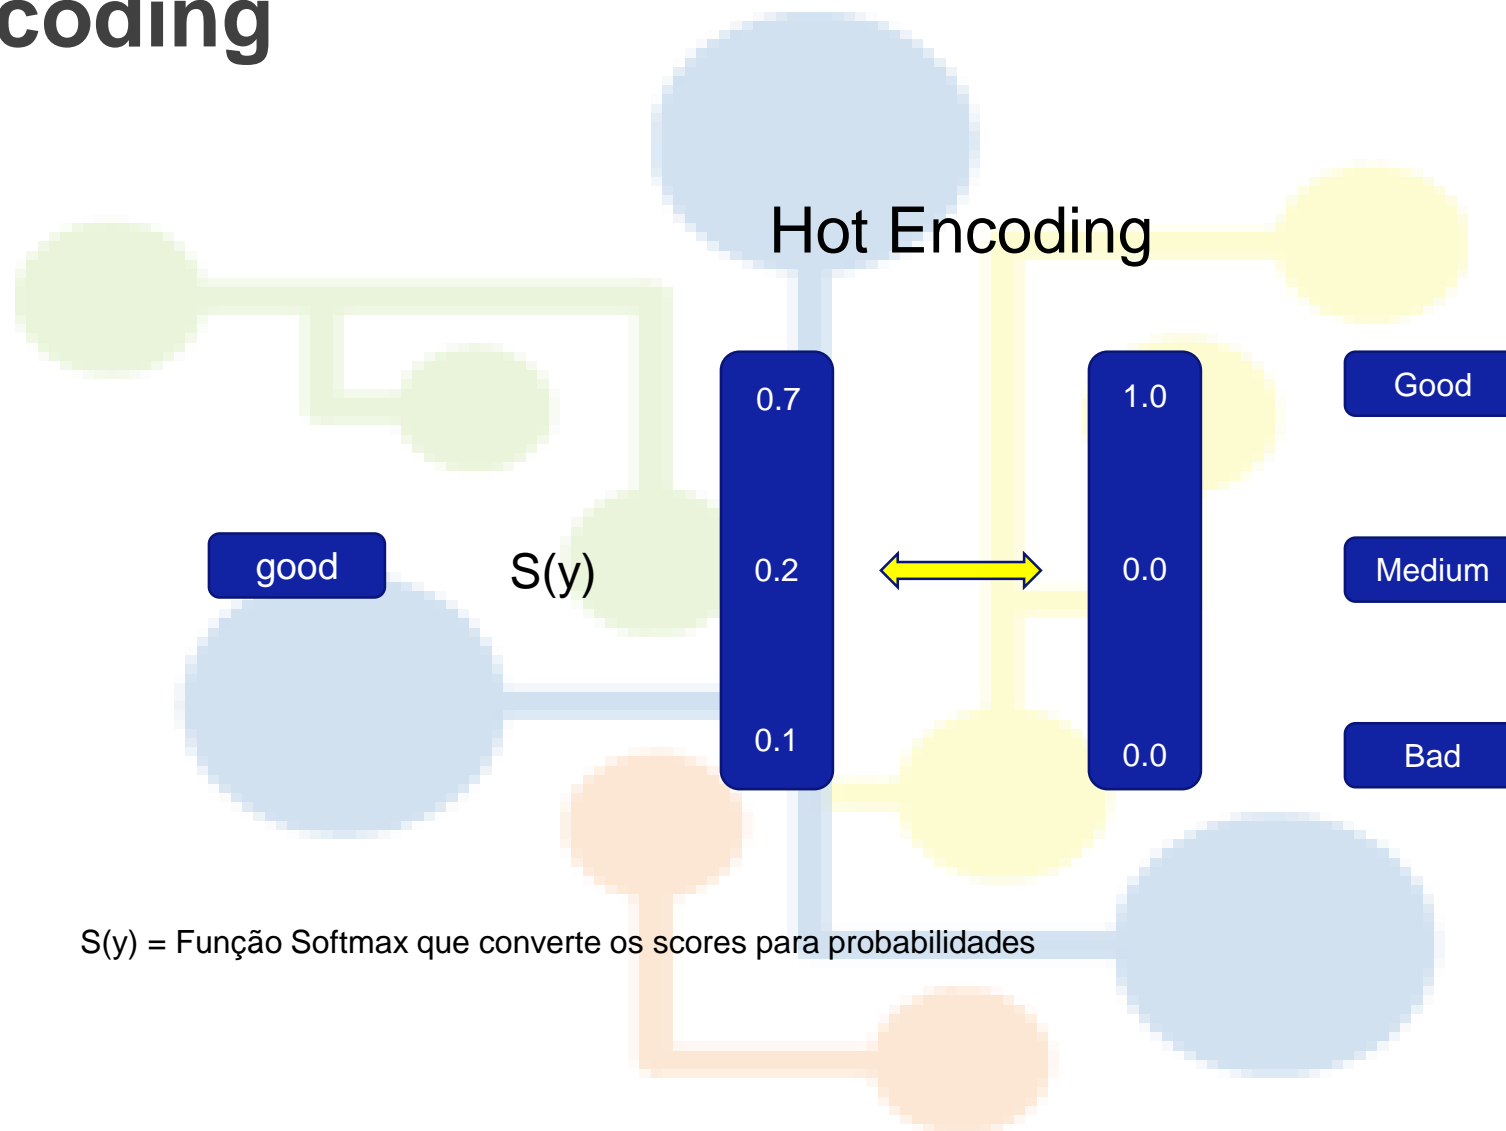 coding
Hot Encoding
0.7 1.0 Good
good S(y) 0.2 0.0 Medium
0.1 0.0 Bad
S(y) = Função Softmax que converte os scores para probabilidades